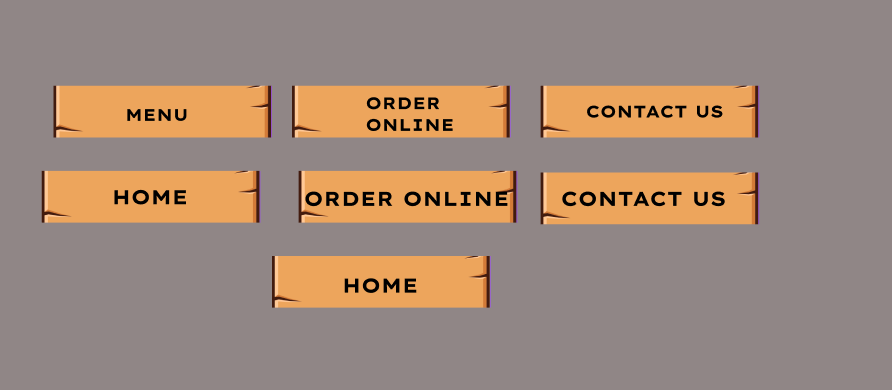 MENU
ORDER
ONLINE
CONTACT US
HOME
ORDER ONLINE
CONTACT US
HOME